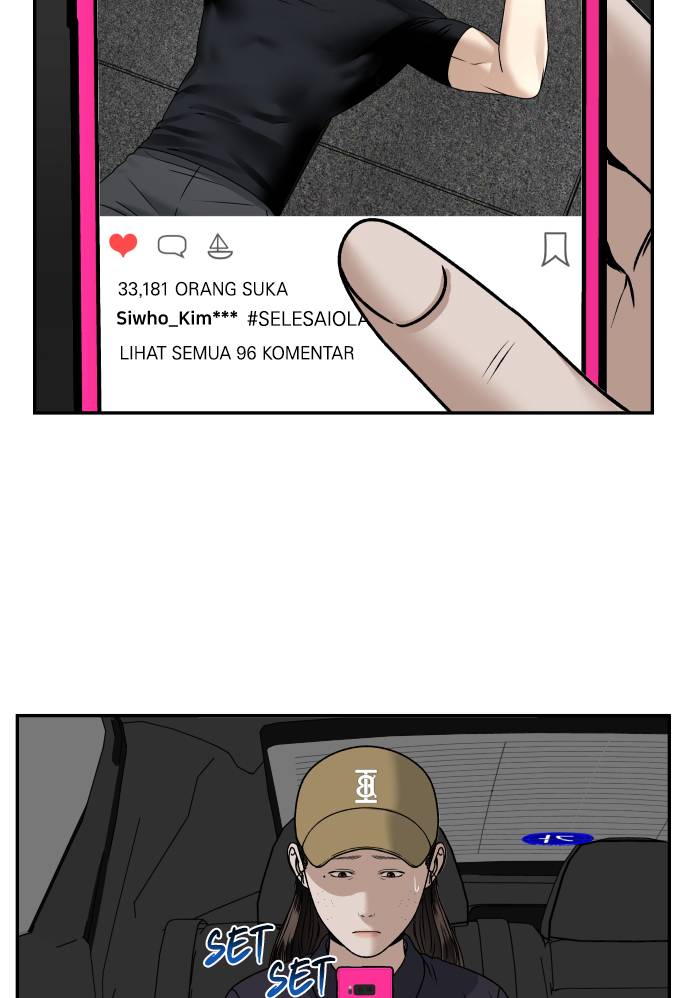 33,181 ORANG SUKA
Siwho_Kim*** #SELESAIOLA
LIHAT SEMUA 96 KOMENTAR
SET
SET